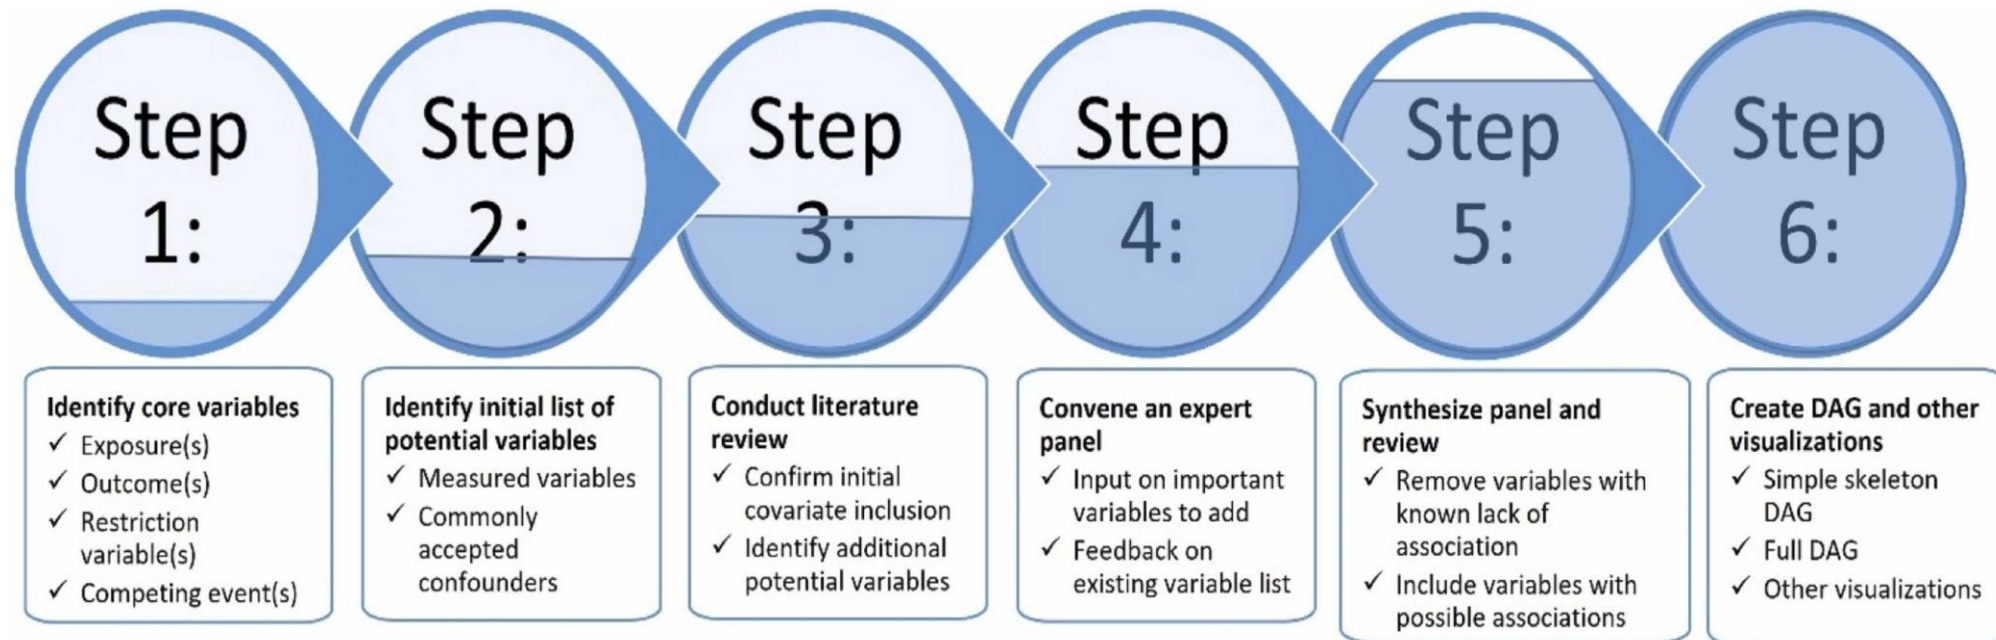 Step
1:
Step
2:
Step
3:
Step
4:
Step
5:
Step
6:
Identify core variables
✓ Exposure(s)
✓ Outcome(s)
✓ Restriction
variable(s)
✓ Competing event(s)
Identify initial list of
potential variables
✓ Measured variables
✓ Commonly
accepted
confounders
Conduct literature
review
✓ Confirm initial
covariate inclusion
✓ Identify additional
potential variables
Convene an expert
panel
✓ Input on important
variables to add
✓ Feedback on
existing variable list
Synthesize panel and
review
✓ Remove variables with
known lack of
association
✓ Include variables with
possible associations
Create DAG and other
visualizations
✓ Simple skeleton
DAG
✓ Full DAG
✓ Other visualizations